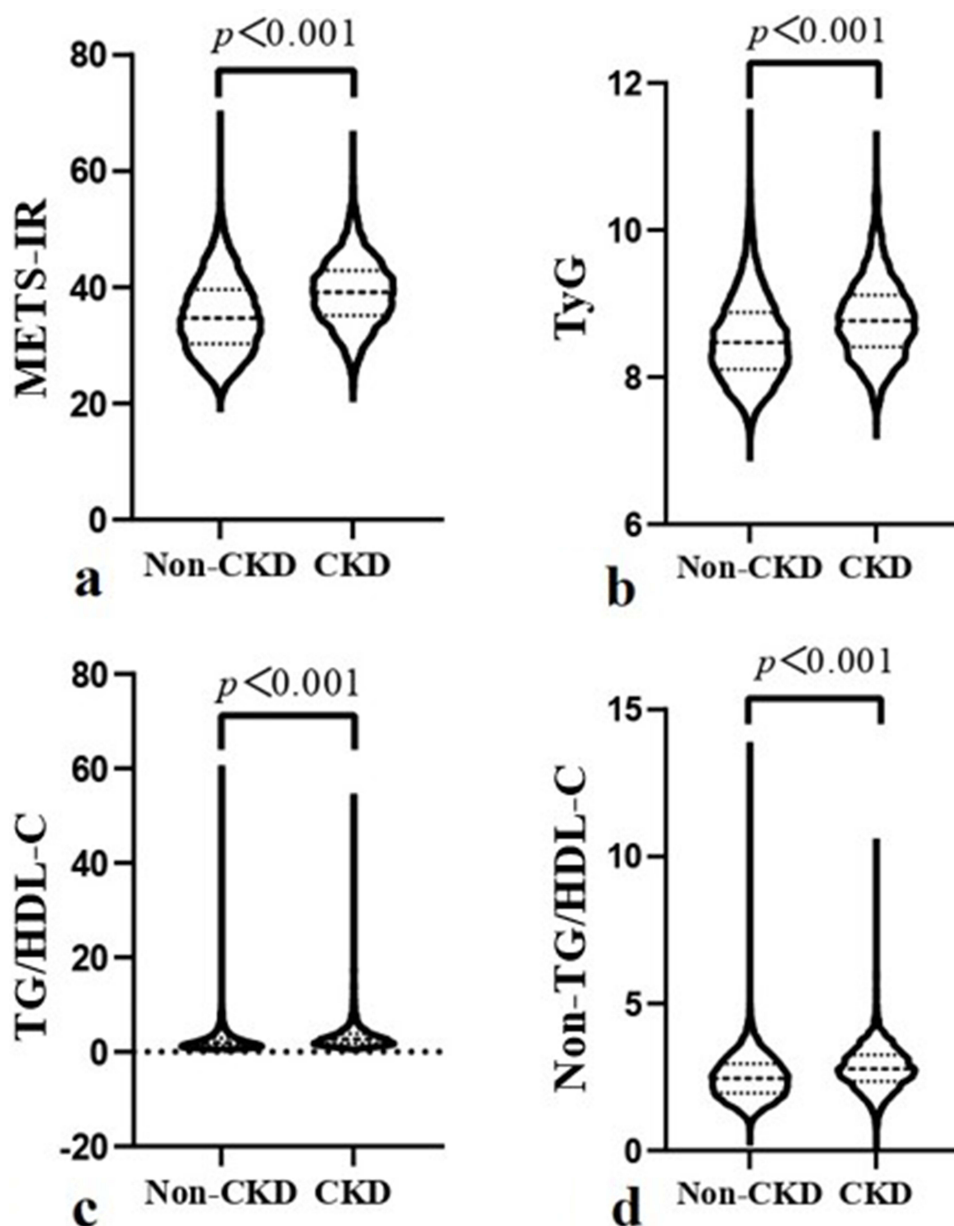 p<0.001
80
60
40
20
0
METS-IR
Non-CKD CKD
a
p<0.001
12
10
8
6
TyG
Non-CKD CKD
b
p<0.001
80
60
40
20
0
-20
TG/HDL-C
Non-CKD CKD
c
p<0.001
15
10
5
0
Non-TG/HDL-C
Non-CKD CKD
d